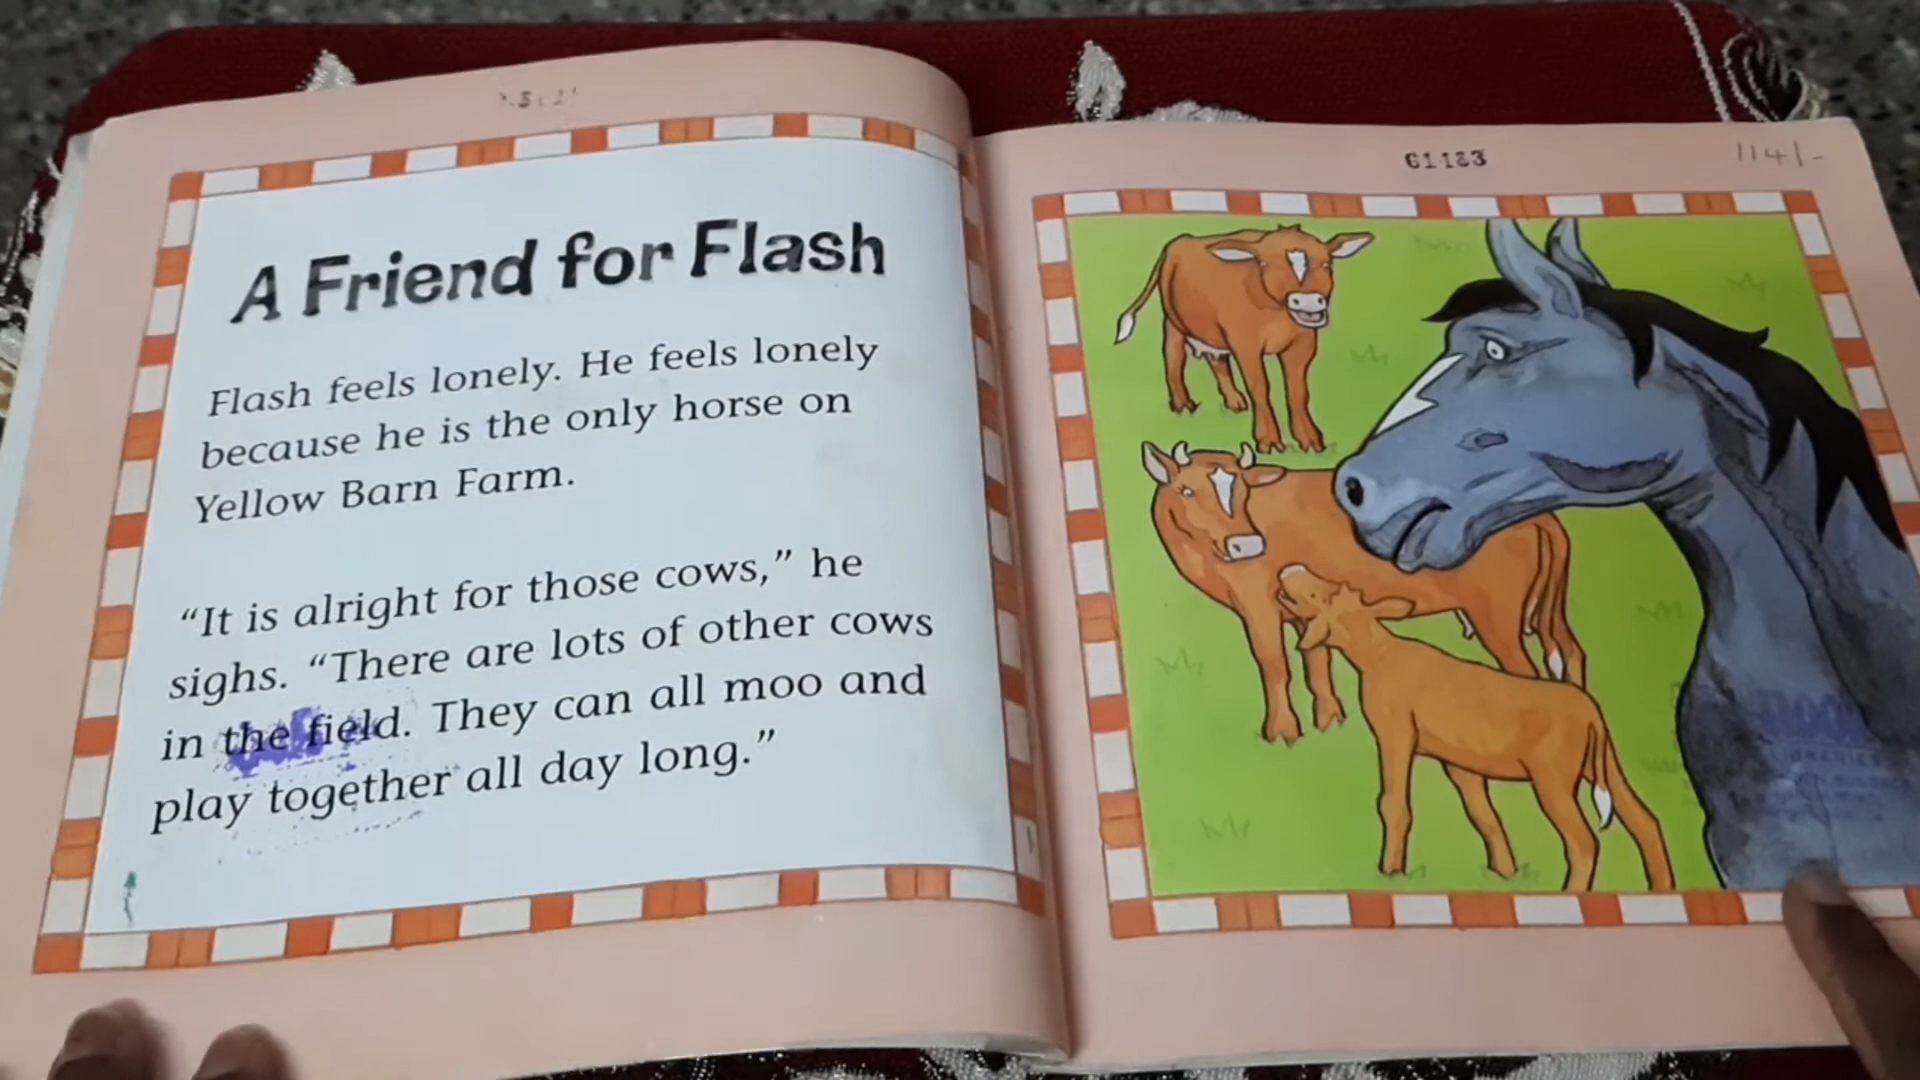 A Friend for Flash
Flash feels lonely. He feels lonely
because he is the only horse on
Yellow Barn Farm.
“It is alright for those cows,” he
sighs. “There are lots of other cows
in the field. They can all moo and
play together all day long.”
61183
114/-